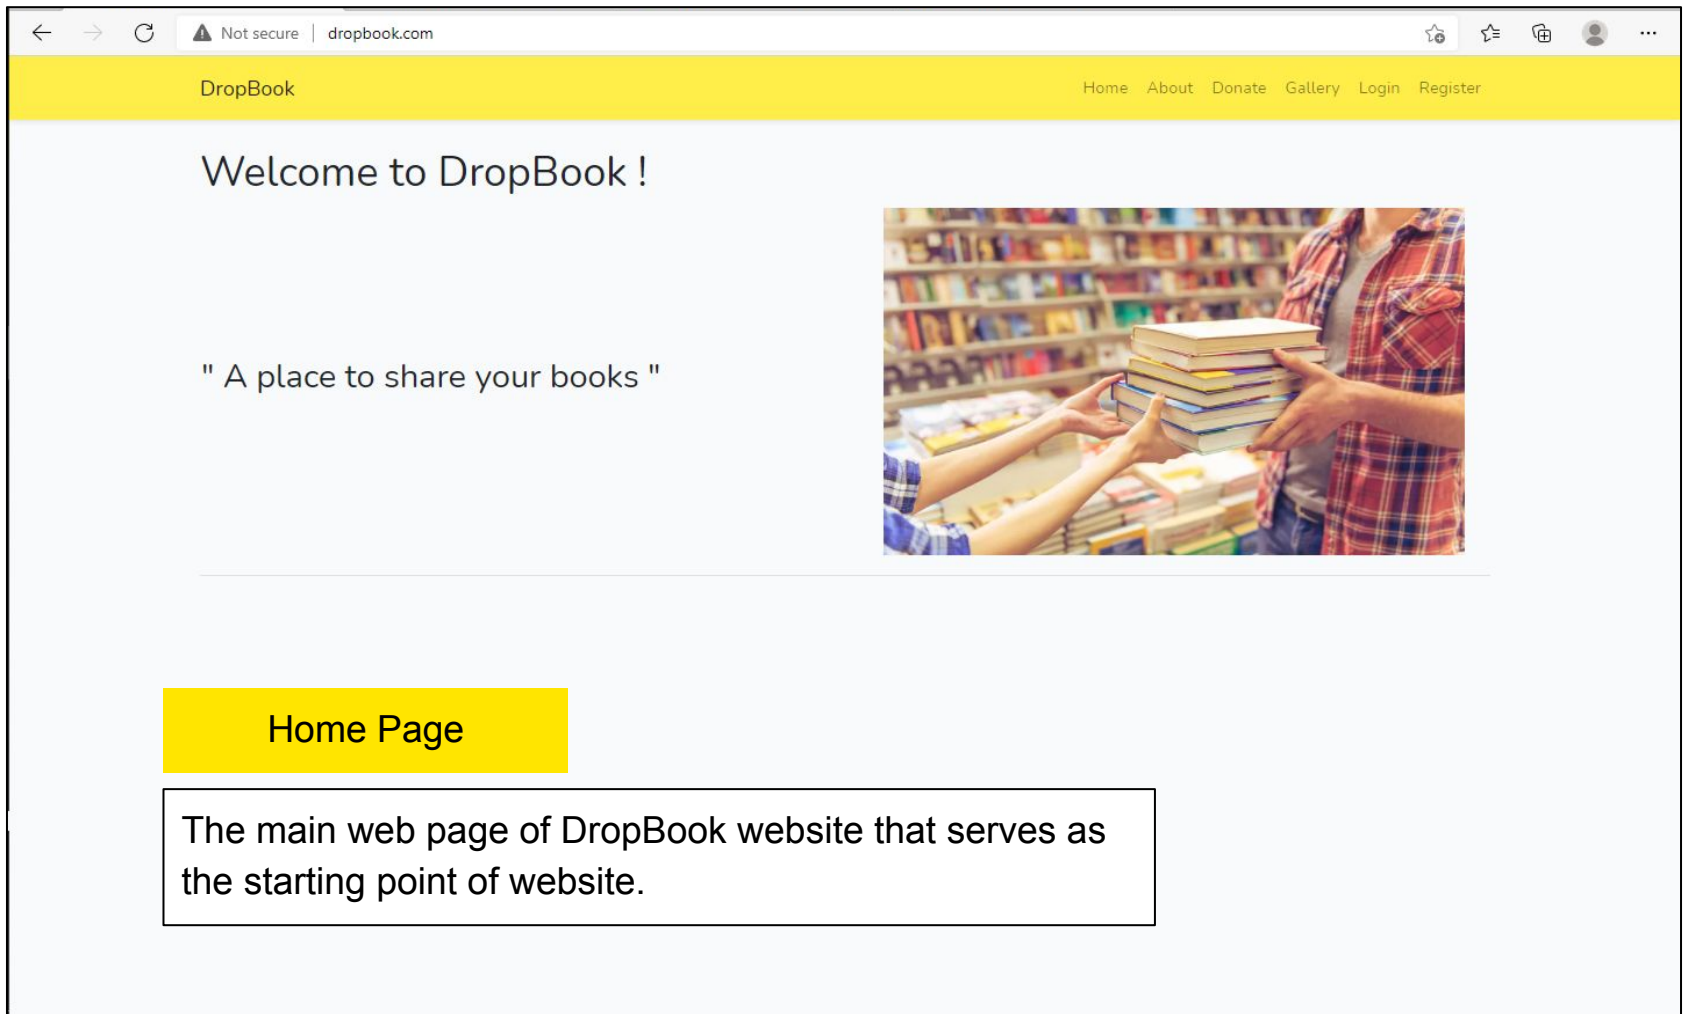 Not secure | dropbook.com
DropBook
Home About Donate Gallery Login Register
Welcome to DropBook !
" A place to share your books "
Home Page
The main web page of DropBook website that serves as
the starting point of website.